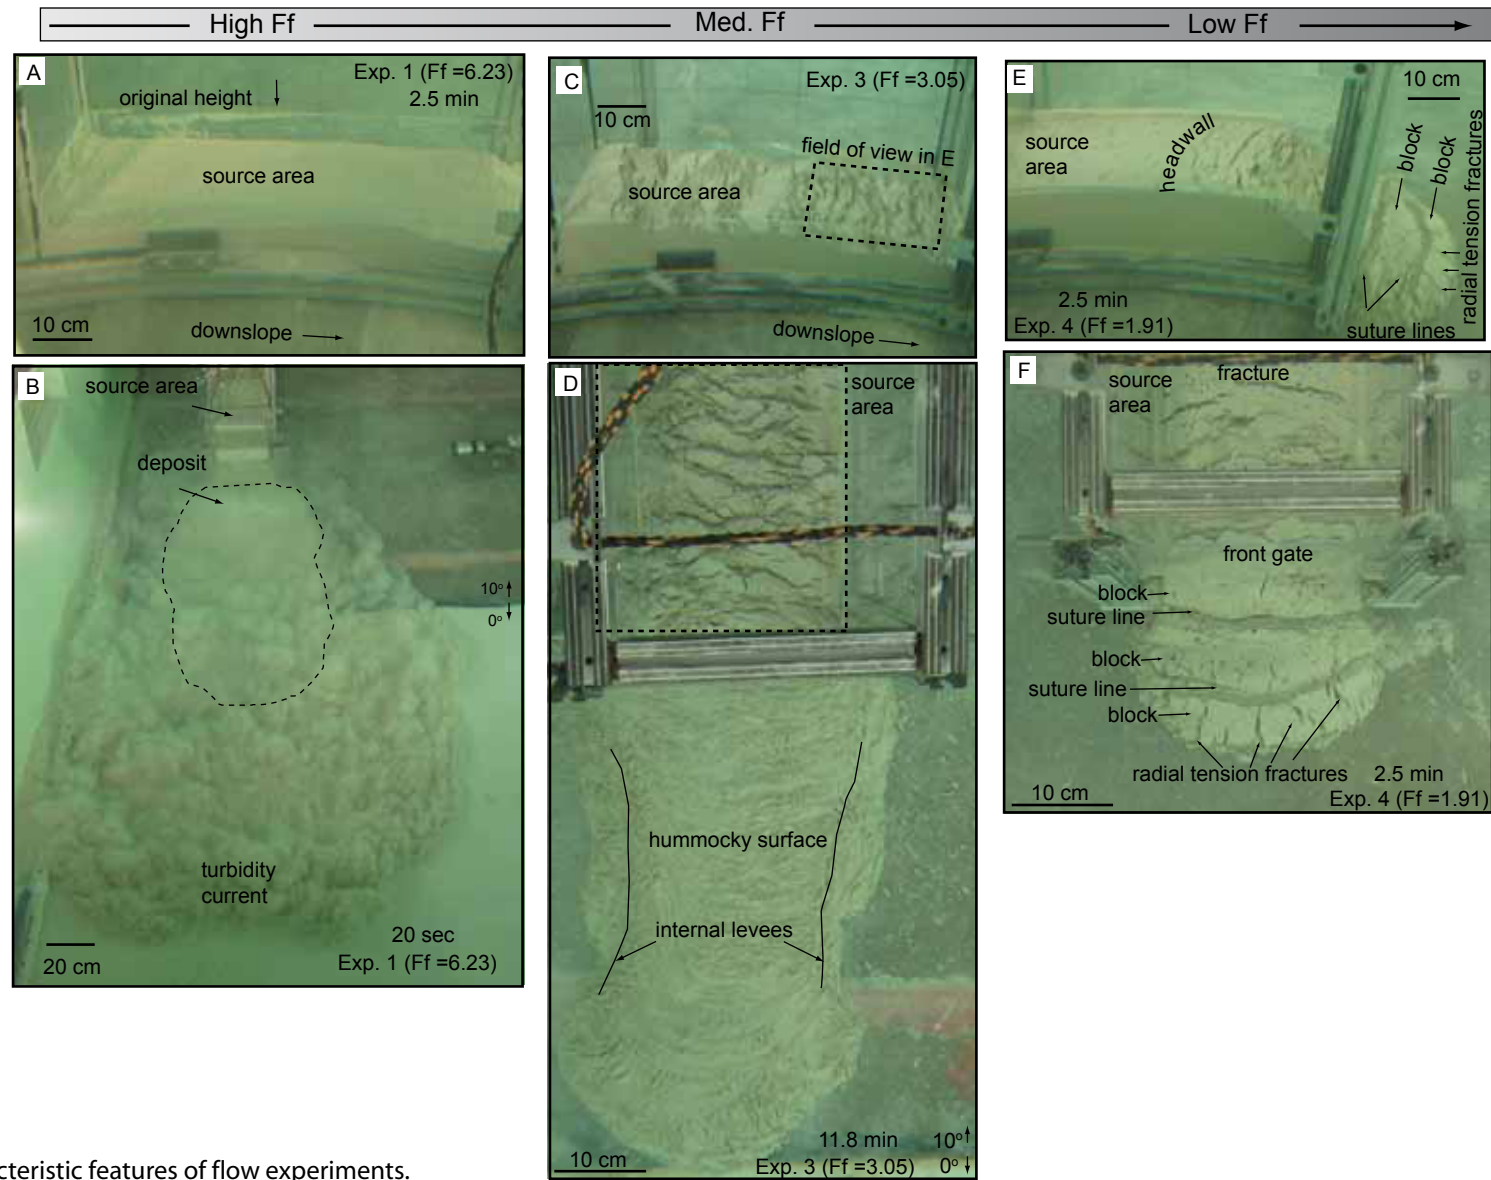 High Ff
Med. Ff
Low Ff
A
Exp. 1 (Ff =6.23)
2.5 min
original height
source area
10 cm
downslope
B
source area
deposit
10°
0°
turbidity
current
20 sec
20 cm
Exp. 1 (Ff =6.23)
C
Exp. 3 (Ff =3.05)
10 cm
field of view in E
source area
downslope
D
source
area
hummocky surface
internal levees
11.8 min
10°
10 cm
Exp. 3 (Ff =3.05)
0°
E
10 cm
source
area
headwall
block
block
radial tension fractures
2.5 min
Exp. 4 (Ff =1.91)
suture lines
F
source
area
fracture
front gate
block
suture line
block
suture line
block
radial tension fractures
2.5 min
10 cm
Exp. 4 (Ff =1.91)
cteristic features of flow experiments.